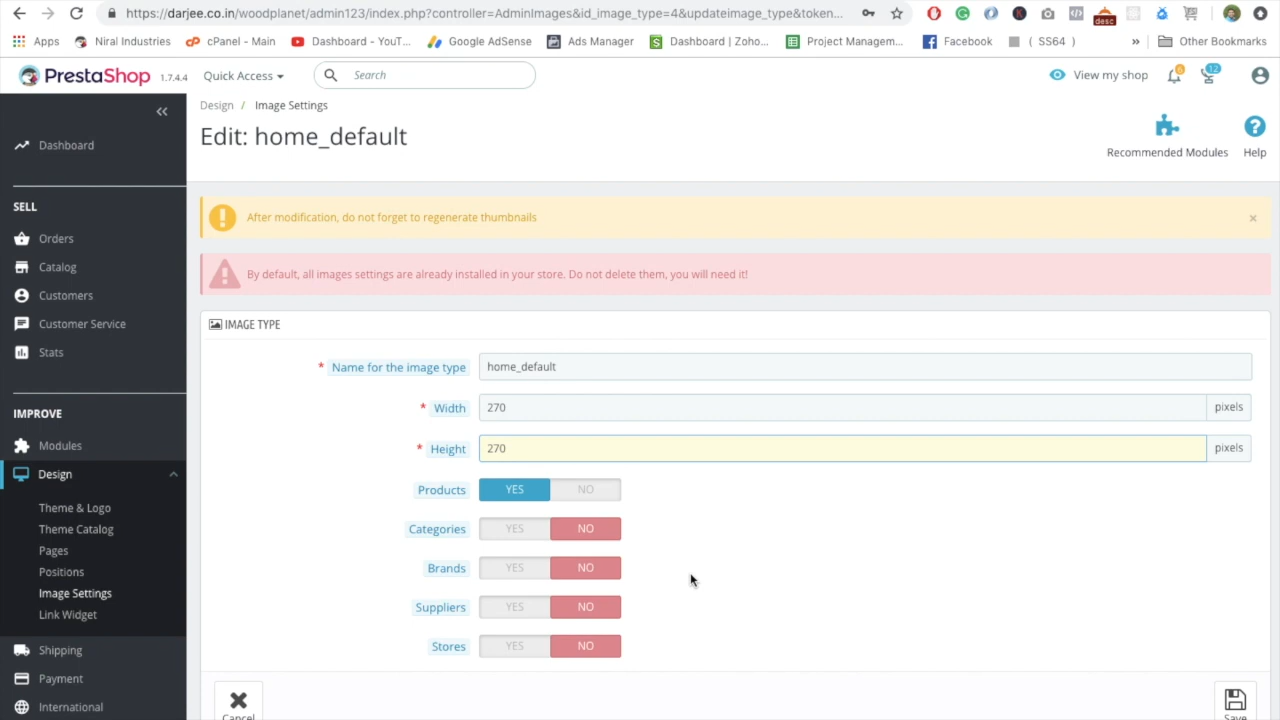 https://darjee.co.in/woodplanet/admin123/index.php?controller=AdminImages&id_image_type=4&updateimage_type&token...
desc
Apps
Niral Industries
cPanel - Main
Dashboard - YouT...
Google AdSense
Ads Manager
Dashboard | Zoho...
Project Managem...
Facebook
( SS64 )
»
Other Bookmarks
PrestaShop 1.7.4.4
Quick Access
Search
View my shop
6
12
Design / Image Settings
Edit: home_default
Recommended Modules
Help
Dashboard
SELL
Orders
Catalog
Customers
Customer Service
Stats
IMPROVE
Modules
Design
Theme & Logo
Theme Catalog
Pages
Positions
Image Settings
Link Widget
Shipping
Payment
International
After modification, do not forget to regenerate thumbnails
×
By default, all images settings are already installed in your store. Do not delete them, you will need it!
IMAGE TYPE
* Name for the image type home_default
* Width 270 pixels
* Height 270 pixels
Products YES NO
Categories YES NO
Brands YES NO
Suppliers YES NO
Stores YES NO
Cancel
Save